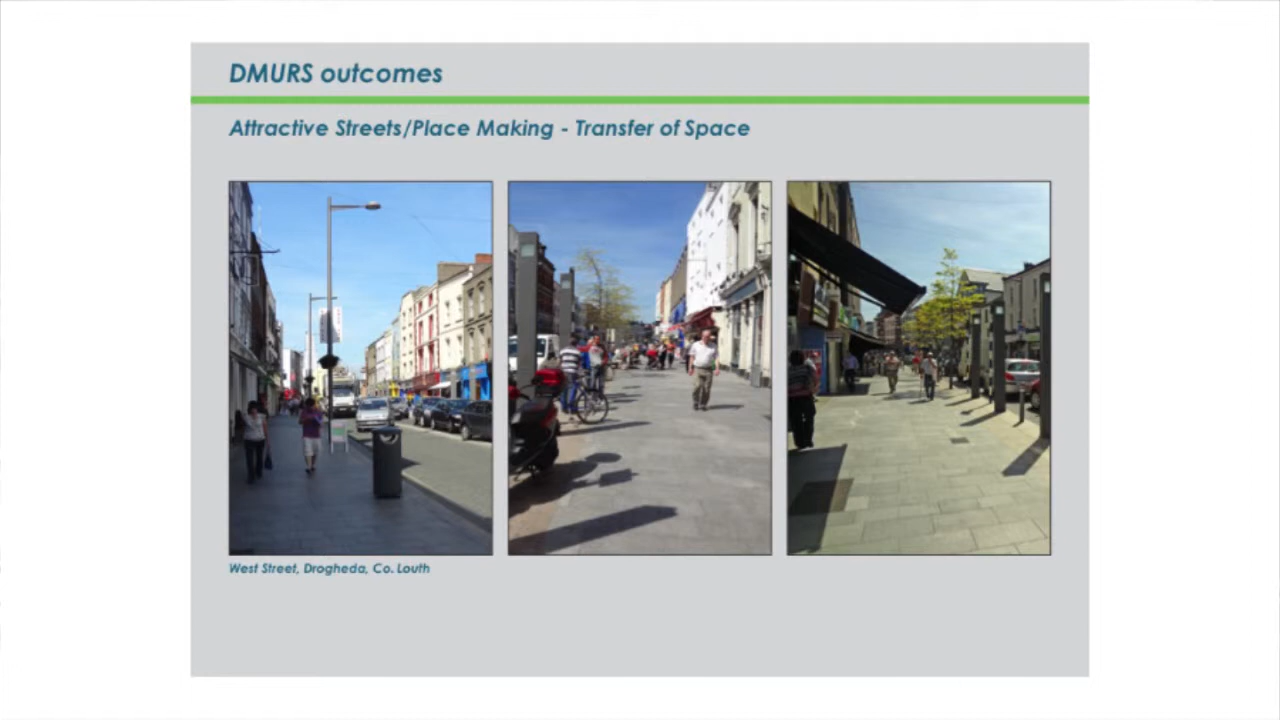 DMURS outcomes
Attractive Streets/Place Making - Transfer of Space
West Street, Drogheda, Co. Louth